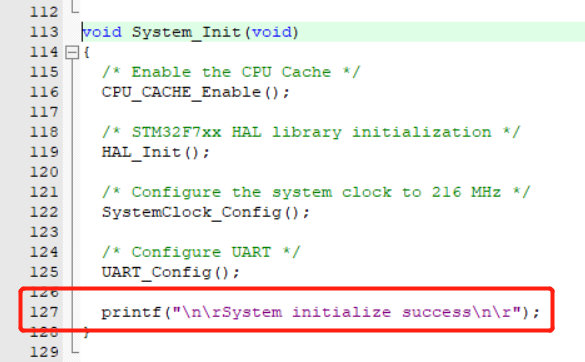 112
113 void System_Init(void)
114 {
115 /* Enable the CPU Cache */
116 CPU_CACHE_Enable();
117
118 /* STM32F7xx HAL library initialization */
119 HAL_Init();
120
121 /* Configure the system clock to 216 MHz */
122 SystemClock_Config();
123
124 /* Configure UART */
125 UART_Config();
126
127 printf("\n\rSystem initialize success\n\r");
128 }
129